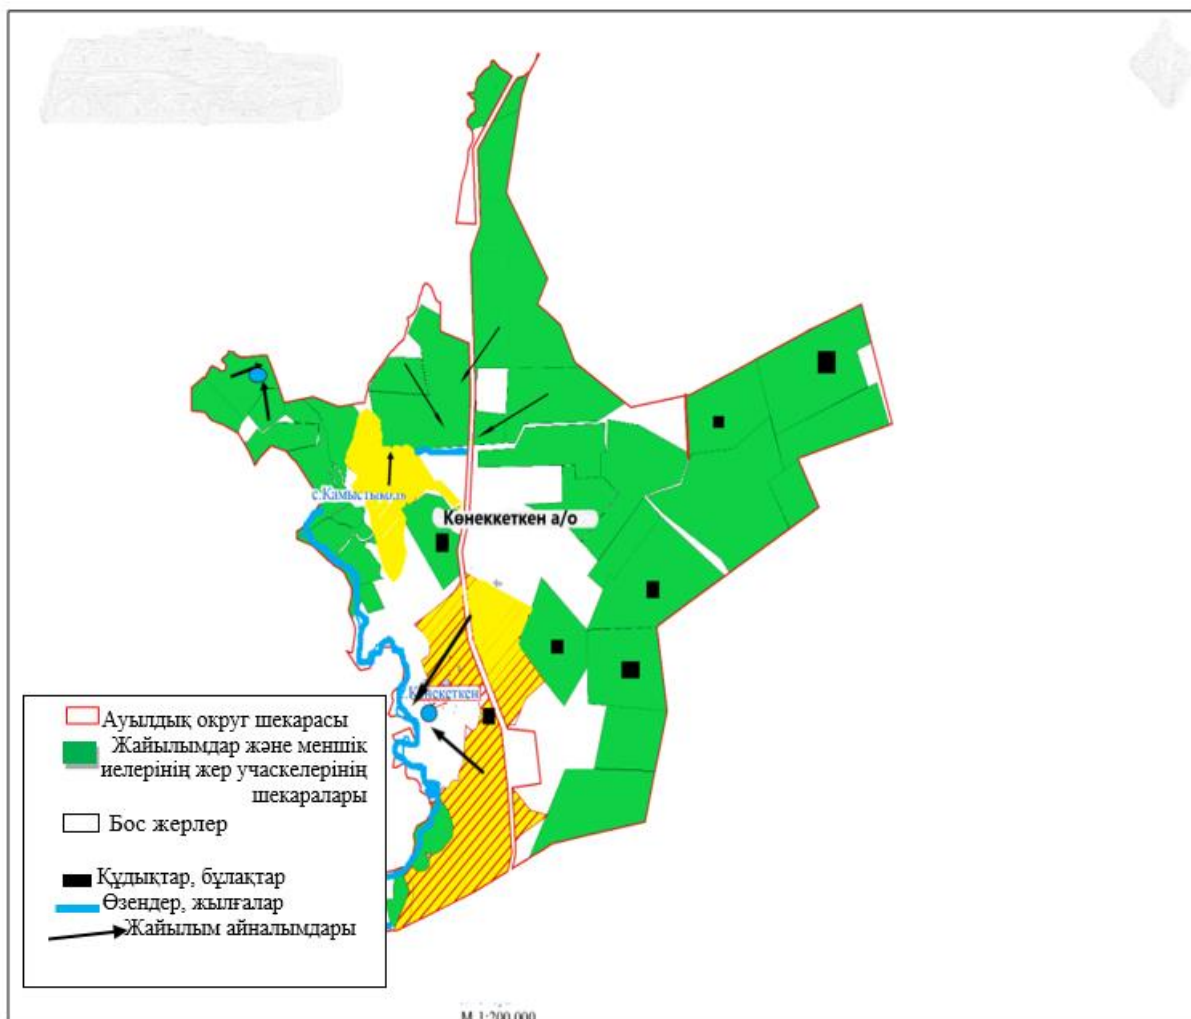 с.Камыстыколь
Көнеккеткен а/о
Ауылдық округ шекарасы
Жайылымдар және меншік
иелерінің жер учаскелерінің
шекаралары
Бос жерлер
Құдықтар, бұлақтар
Өзендер, жылғалар
Жайылым айналымдары
М 1:200 000